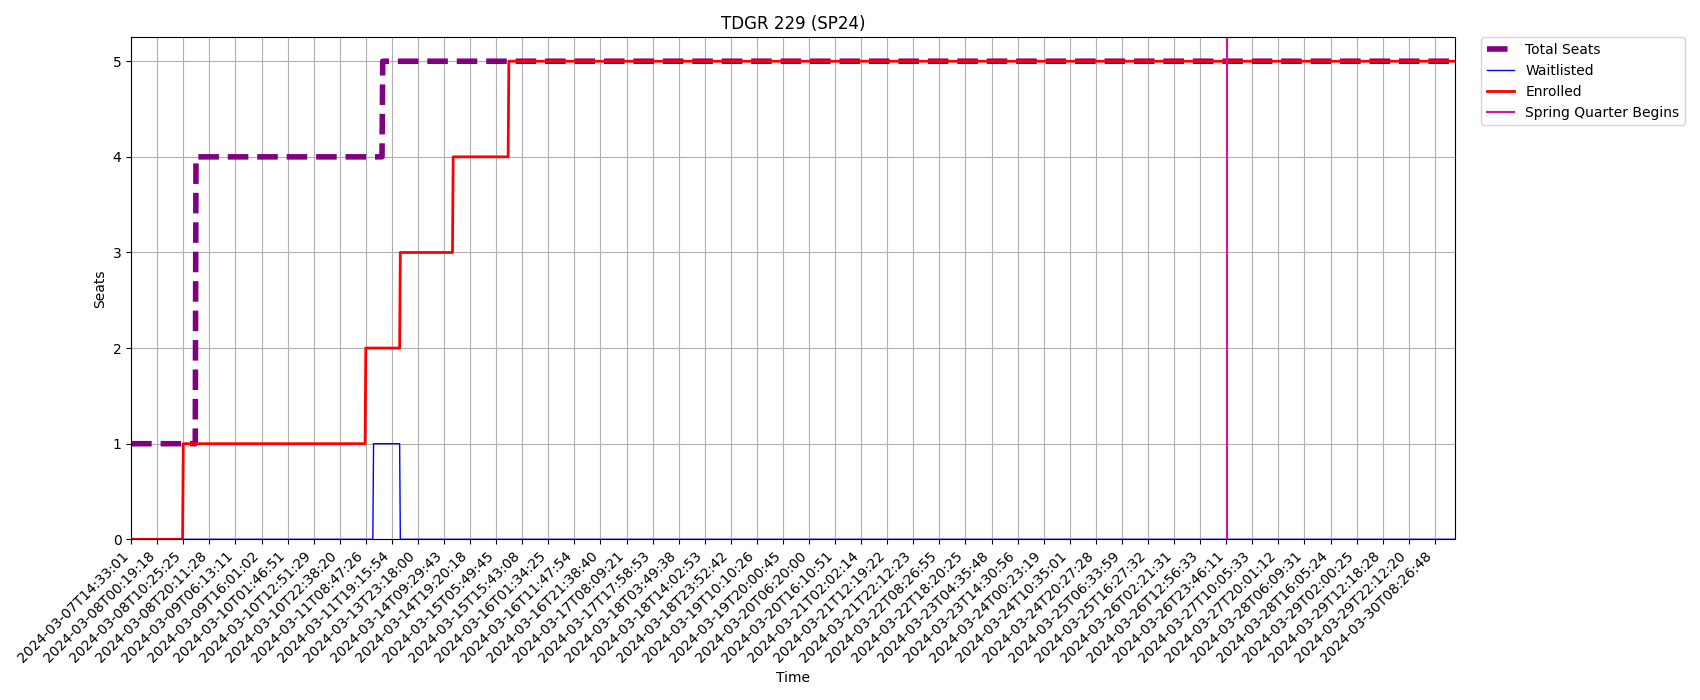 TDGR 229 (SP24)
Total Seats
Waitlisted
Enrolled
Spring Quarter Begins
5
4
3
2
1
0
Seats
2024-03-07T14:33:01
2024-03-08T00:19:18
2024-03-08T10:25:25
2024-03-08T20:11:28
2024-03-09T06:13:11
2024-03-09T16:01:02
2024-03-10T01:46:51
2024-03-10T12:51:29
2024-03-10T22:38:20
2024-03-11T08:47:26
2024-03-11T19:15:54
2024-03-13T23:18:00
2024-03-14T09:29:43
2024-03-14T19:20:18
2024-03-15T05:49:45
2024-03-15T15:43:08
2024-03-16T01:34:25
2024-03-16T11:47:54
2024-03-16T21:38:40
2024-03-17T08:09:21
2024-03-17T17:58:53
2024-03-18T03:49:38
2024-03-18T14:02:53
2024-03-18T23:52:42
2024-03-19T10:10:26
2024-03-19T20:00:45
2024-03-20T06:20:00
2024-03-20T16:10:51
2024-03-21T02:02:14
2024-03-21T12:19:22
2024-03-21T22:12:23
2024-03-22T08:26:55
2024-03-22T18:20:25
2024-03-23T04:35:48
2024-03-23T14:30:56
2024-03-24T00:23:19
2024-03-24T10:35:01
2024-03-24T20:27:28
2024-03-25T06:33:59
2024-03-25T16:27:32
2024-03-26T02:21:31
2024-03-26T12:56:33
2024-03-26T23:46:11
2024-03-27T10:05:33
2024-03-27T20:01:12
2024-03-28T06:09:31
2024-03-28T16:05:24
2024-03-29T02:00:25
2024-03-29T12:18:28
2024-03-29T22:12:20
2024-03-30T08:26:48
Time